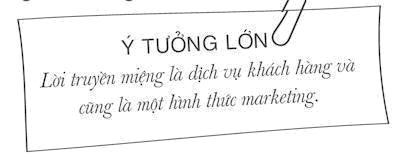 Ý TƯỞNG LỚN
Lời truyền miệng là dịch vụ khách hàng và
cũng là một hình thức marketing.